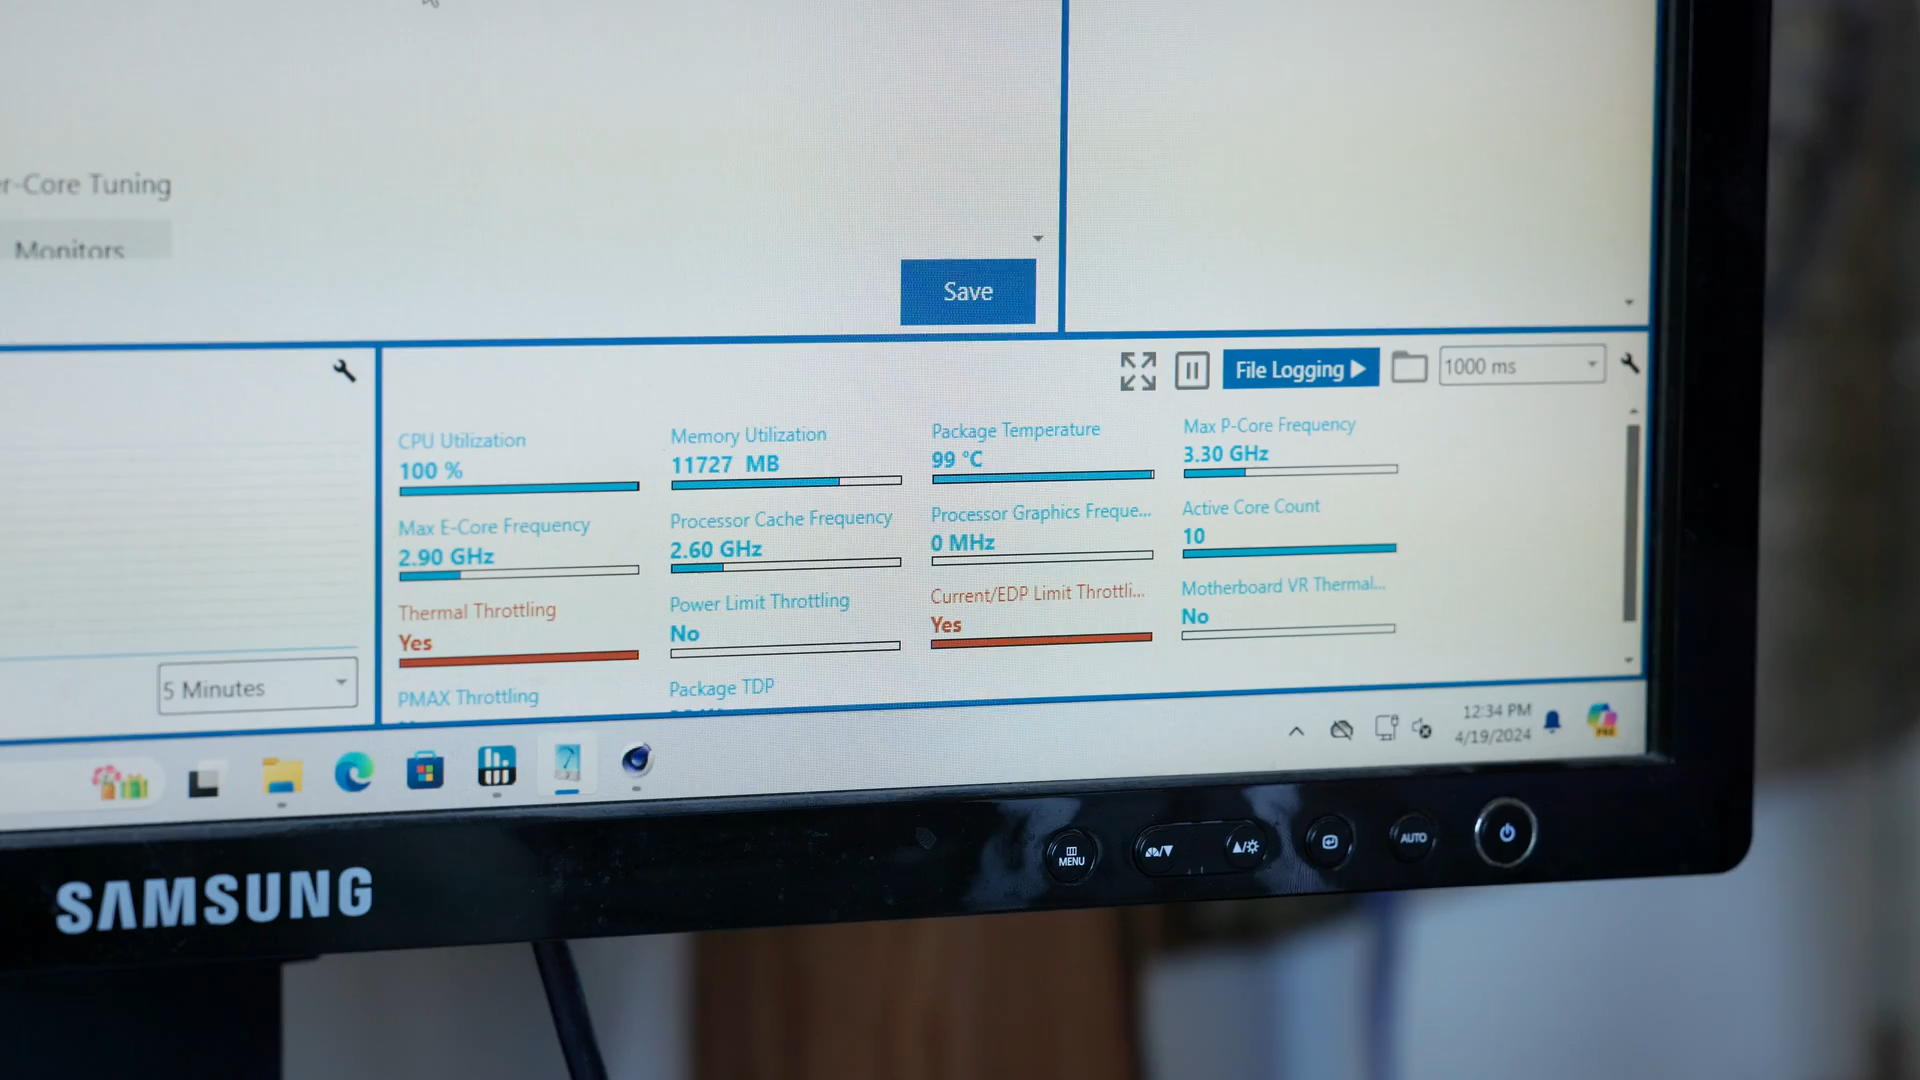 r-Core Tuning
Monitors
Save
File Logging
1000 ms
CPU Utilization
100 %
Memory Utilization
11727 MB
Package Temperature
99 °C
Max P-Core Frequency
3.30 GHz
Max E-Core Frequency
2.90 GHz
Processor Cache Frequency
2.60 GHz
Processor Graphics Freque...
0 MHz
Active Core Count
10
Thermal Throttling
Yes
Power Limit Throttling
No
Current/EDP Limit Throttli...
Yes
Motherboard VR Thermal...
No
5 Minutes
PMAX Throttling
Package TDP
12:34 PM
4/19/2024
PRE
SAMSUNG
MENU
AUTO